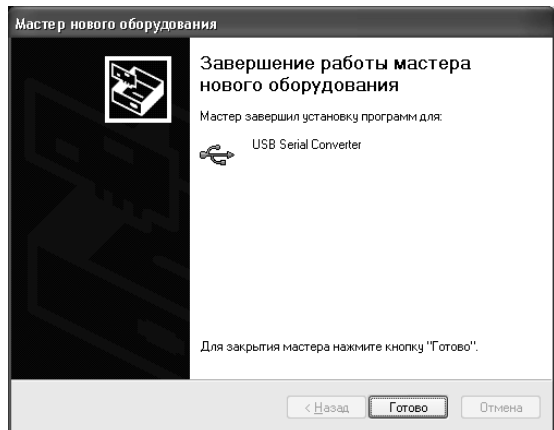 Мастер нового оборудования
Завершение работы мастера
нового оборудования
Мастер завершил установку программ для:
USB Serial Converter
Для закрытия мастера нажмите кнопку "Готово".
< Назад
Готово
Отмена